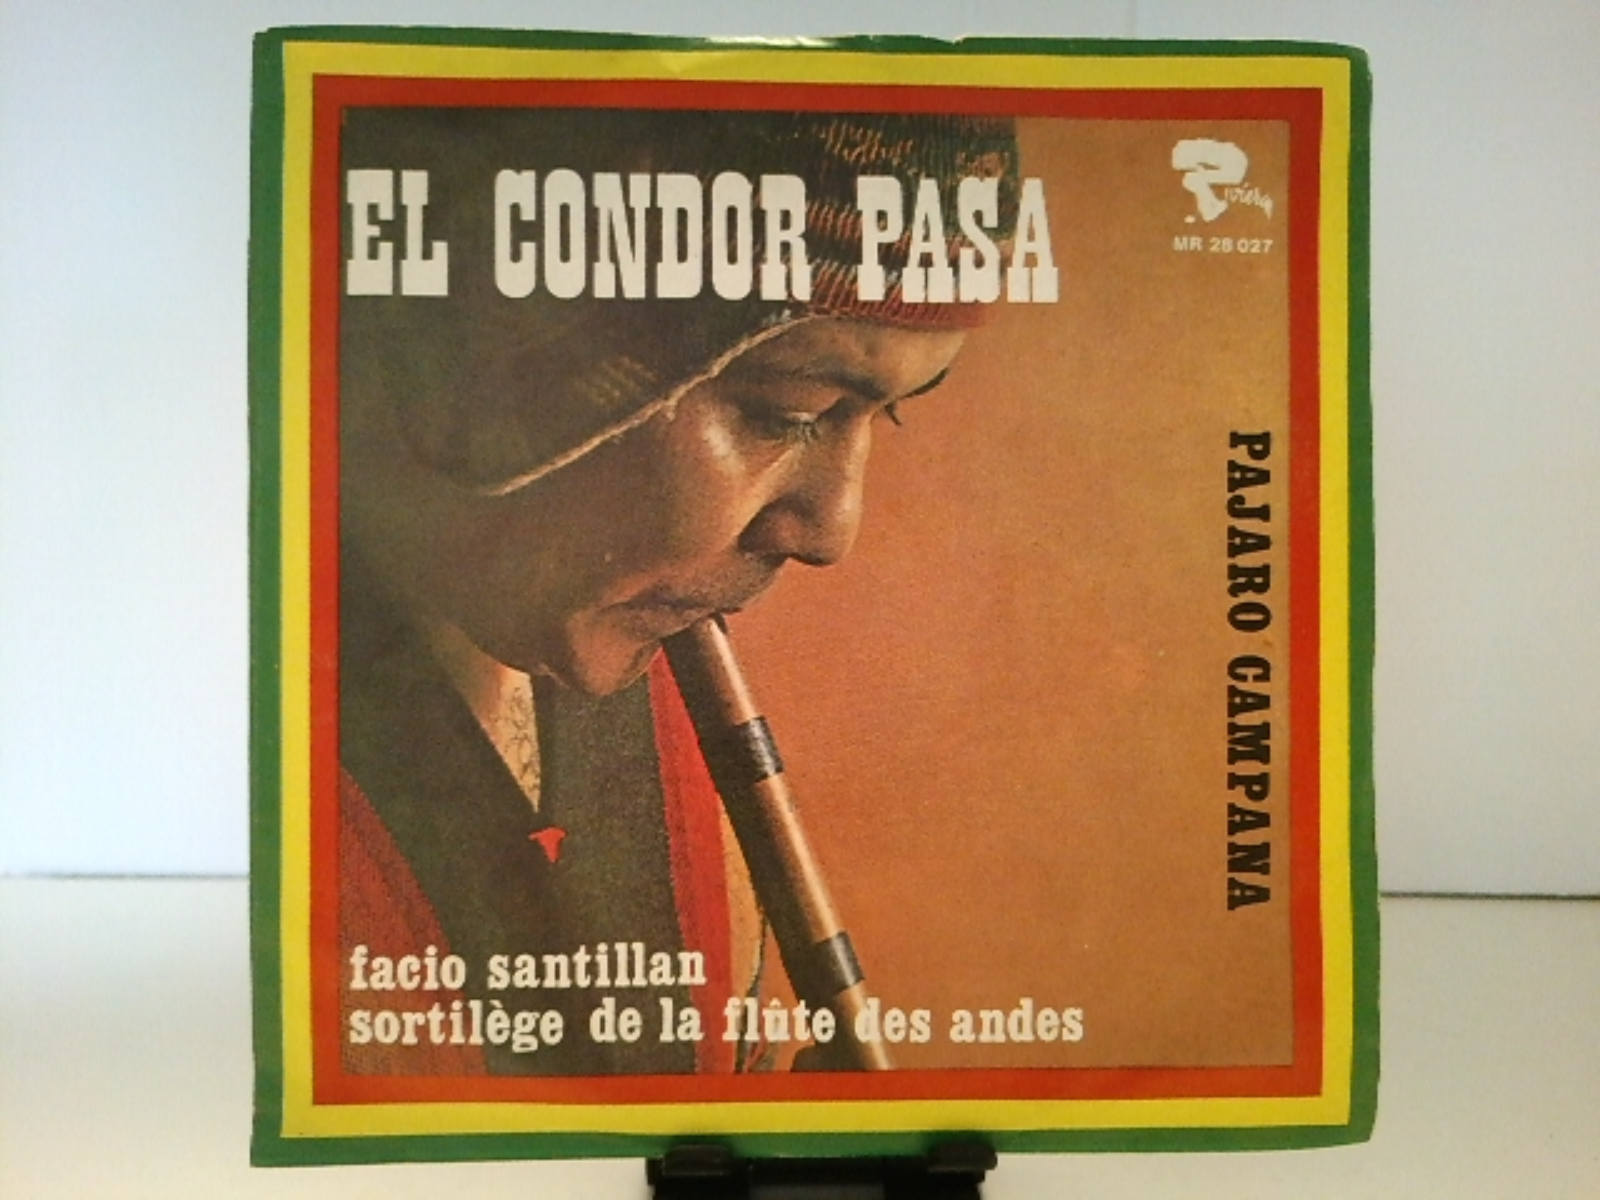 EL CONDOR PASA
Riviera
MR 28 027
PAJARO CAMPANA
facio santillan
sortilège de la flûte des andes